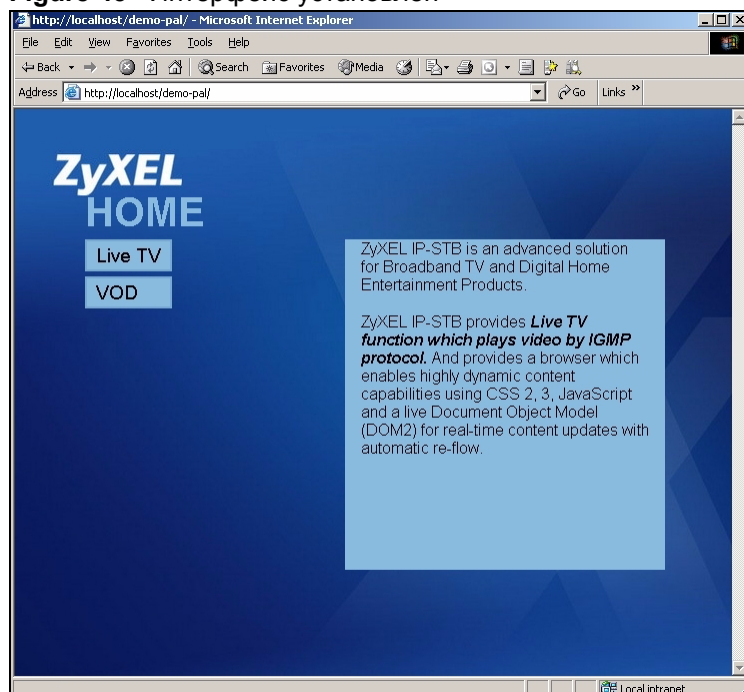 http://localhost/demo-pal/ - Microsoft Internet Explorer
File Edit View Favorites Tools Help
Back Search Favorites Media
Address http://localhost/demo-pal/ Go Links »
ZyXEL
HOME
Live TV
VOD
ZyXEL IP-STB is an advanced solution
for Broadband TV and Digital Home
Entertainment Products.
ZyXEL IP-STB provides Live TV
function which plays video by IGMP
protocol. And provides a browser which
enables highly dynamic content
capabilities using CSS 2, 3, JavaScript
and a live Document Object Model
(DOM2) for real-time content updates with
automatic re-flow.
Local intranet